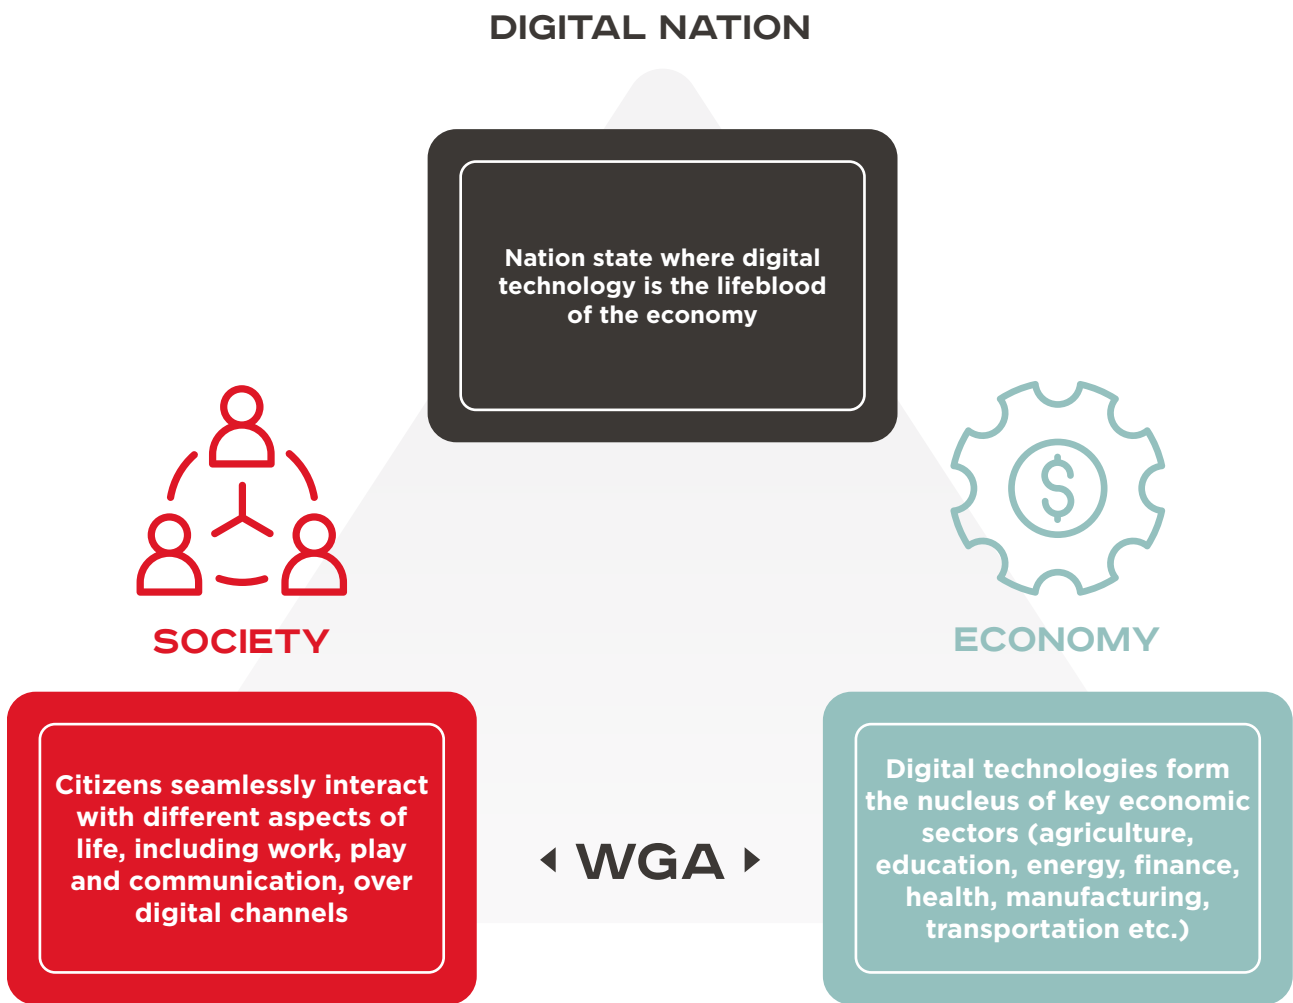 DIGITAL NATION
Nation state where digital
technology is the lifeblood
of the economy
$
SOCIETY
ECONOMY
Citizens seamlessly interact
with different aspects of
life, including work, play
and communication, over
digital channels
WGA
Digital technologies form
the nucleus of key economic
sectors (agriculture,
education, energy, finance,
health, manufacturing,
transportation etc.)